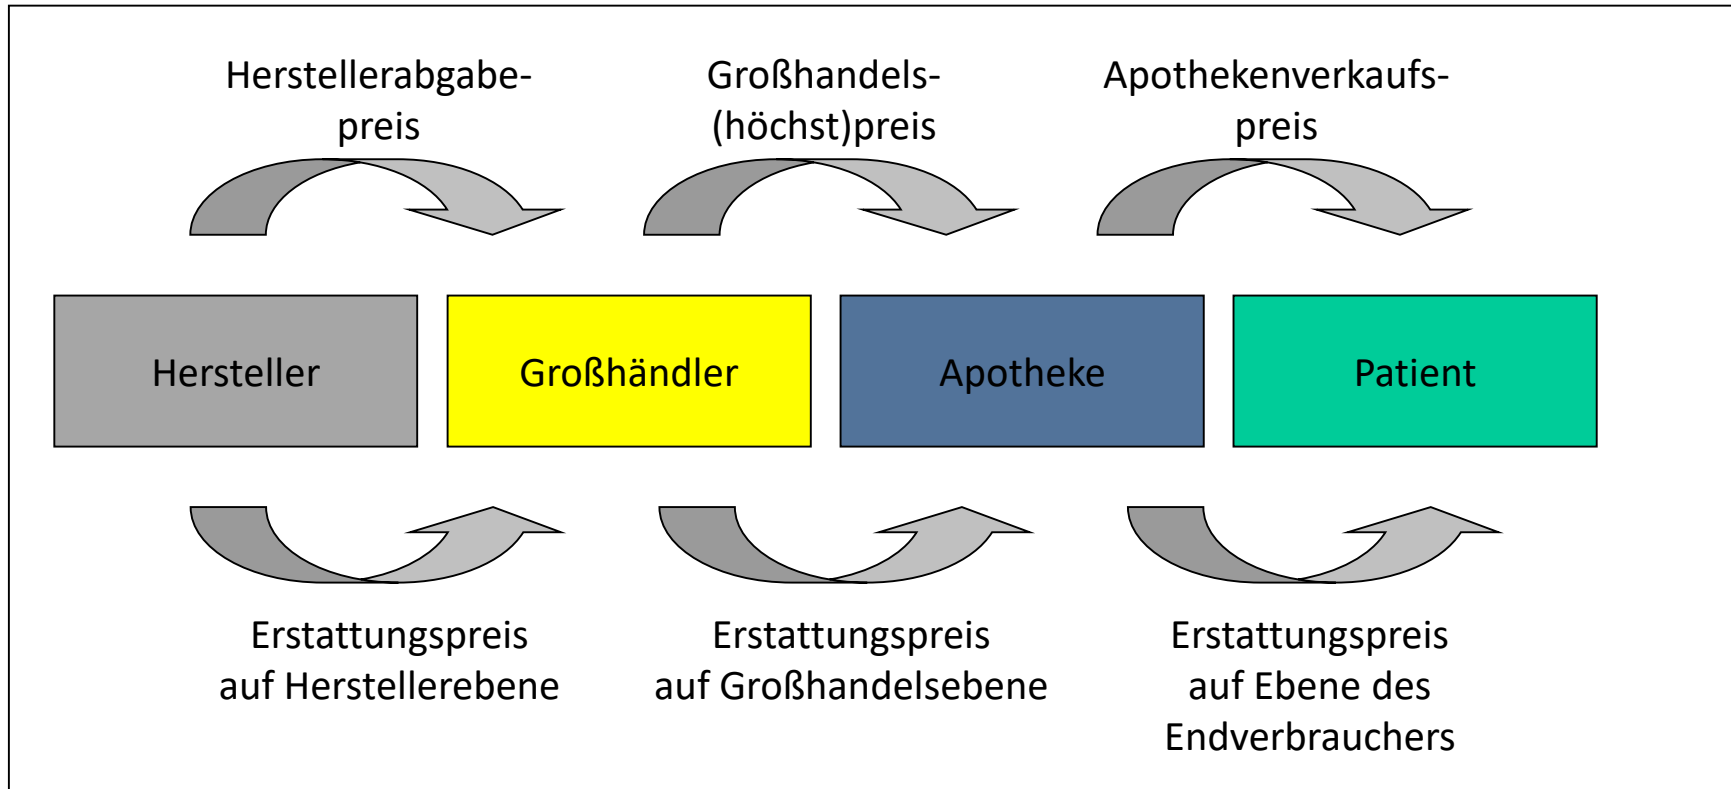 Herstellerabgabe-
preis
Großhandels-
(höchst)preis
Apothekenverkaufs-
preis
Hersteller
Großhändler
Apotheke
Patient
Erstattungspreis
auf Herstellerebene
Erstattungspreis
auf Großhandelsebene
Erstattungspreis
auf Ebene des
Endverbrauchers